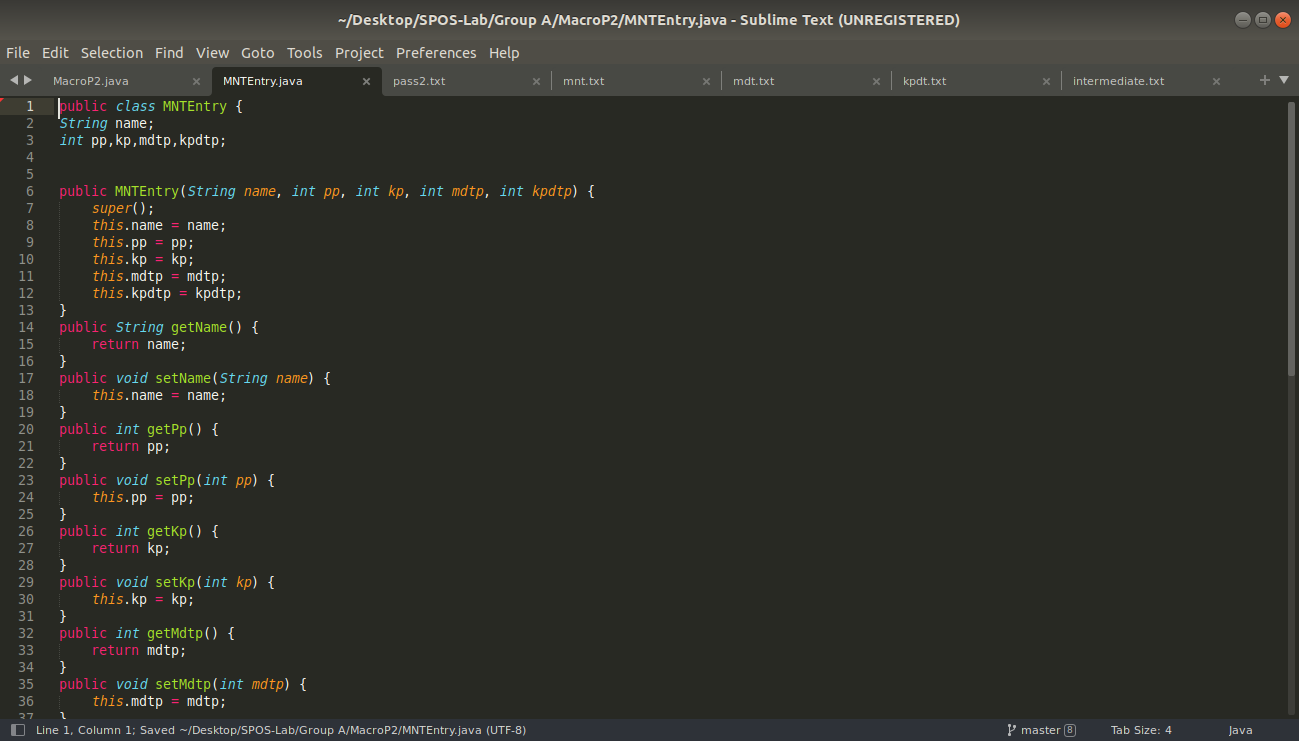 ~/Desktop/SPOS-Lab/Group A/MacroP2/MNTEntry.java - Sublime Text (UNREGISTERED)
File Edit Selection Find View Goto Tools Project Preferences Help
MacroP2.java × MNTEntry.java × pass2.txt × mnt.txt × mdt.txt × kpdt.txt × intermediate.txt ×
1 public class MNTEntry {
2 String name;
3 int pp,kp,mdtp,kpdtp;
4
5
6 public MNTEntry(String name, int pp, int kp, int mdtp, int kpdtp) {
7     super();
8     this.name = name;
9     this.pp = pp;
10     this.kp = kp;
11     this.mdtp = mdtp;
12     this.kpdtp = kpdtp;
13 }
14 public String getName() {
15     return name;
16 }
17 public void setName(String name) {
18     this.name = name;
19 }
20 public int getPp() {
21     return pp;
22 }
23 public void setPp(int pp) {
24     this.pp = pp;
25 }
26 public int getKp() {
27     return kp;
28 }
29 public void setKp(int kp) {
30     this.kp = kp;
31 }
32 public int getMdtp() {
33     return mdtp;
34 }
35 public void setMdtp(int mdtp) {
36     this.mdtp = mdtp;
37 }
Line 1, Column 1; Saved ~/Desktop/SPOS-Lab/Group A/MacroP2/MNTEntry.java (UTF-8) master 8 Tab Size: 4 Java